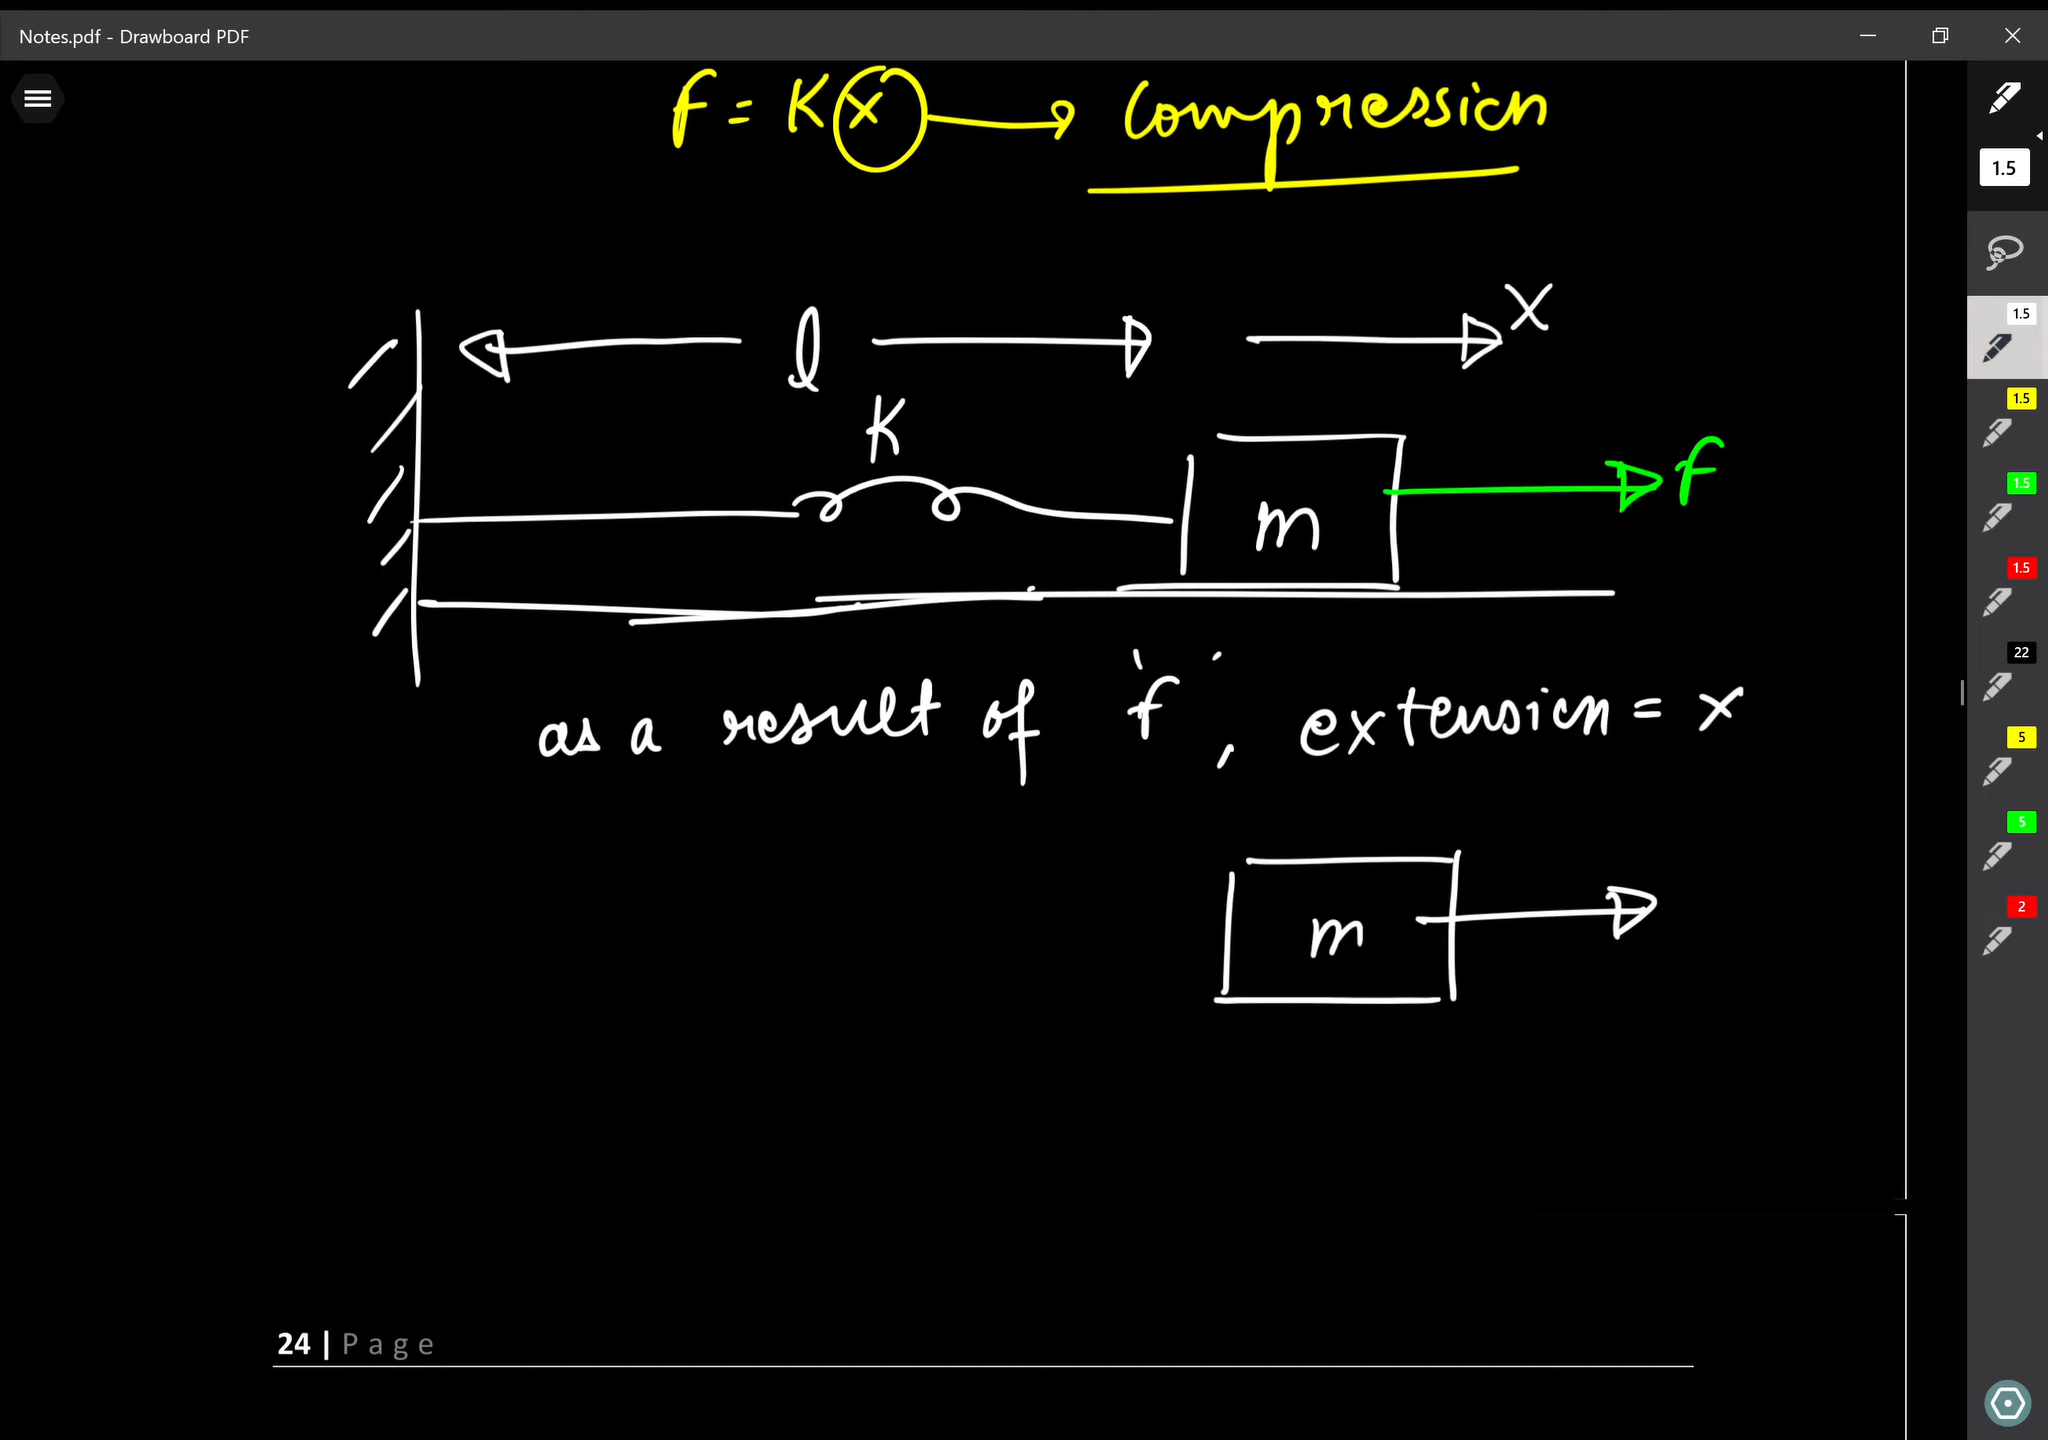 Notes.pdf - Drawboard PDF
f = Kx → Compression
1.5
l x
1.5
K
1.5
m f
1.5
1.5
22
as a result of 'f', extension = x
5
5
m
2
24 | Page